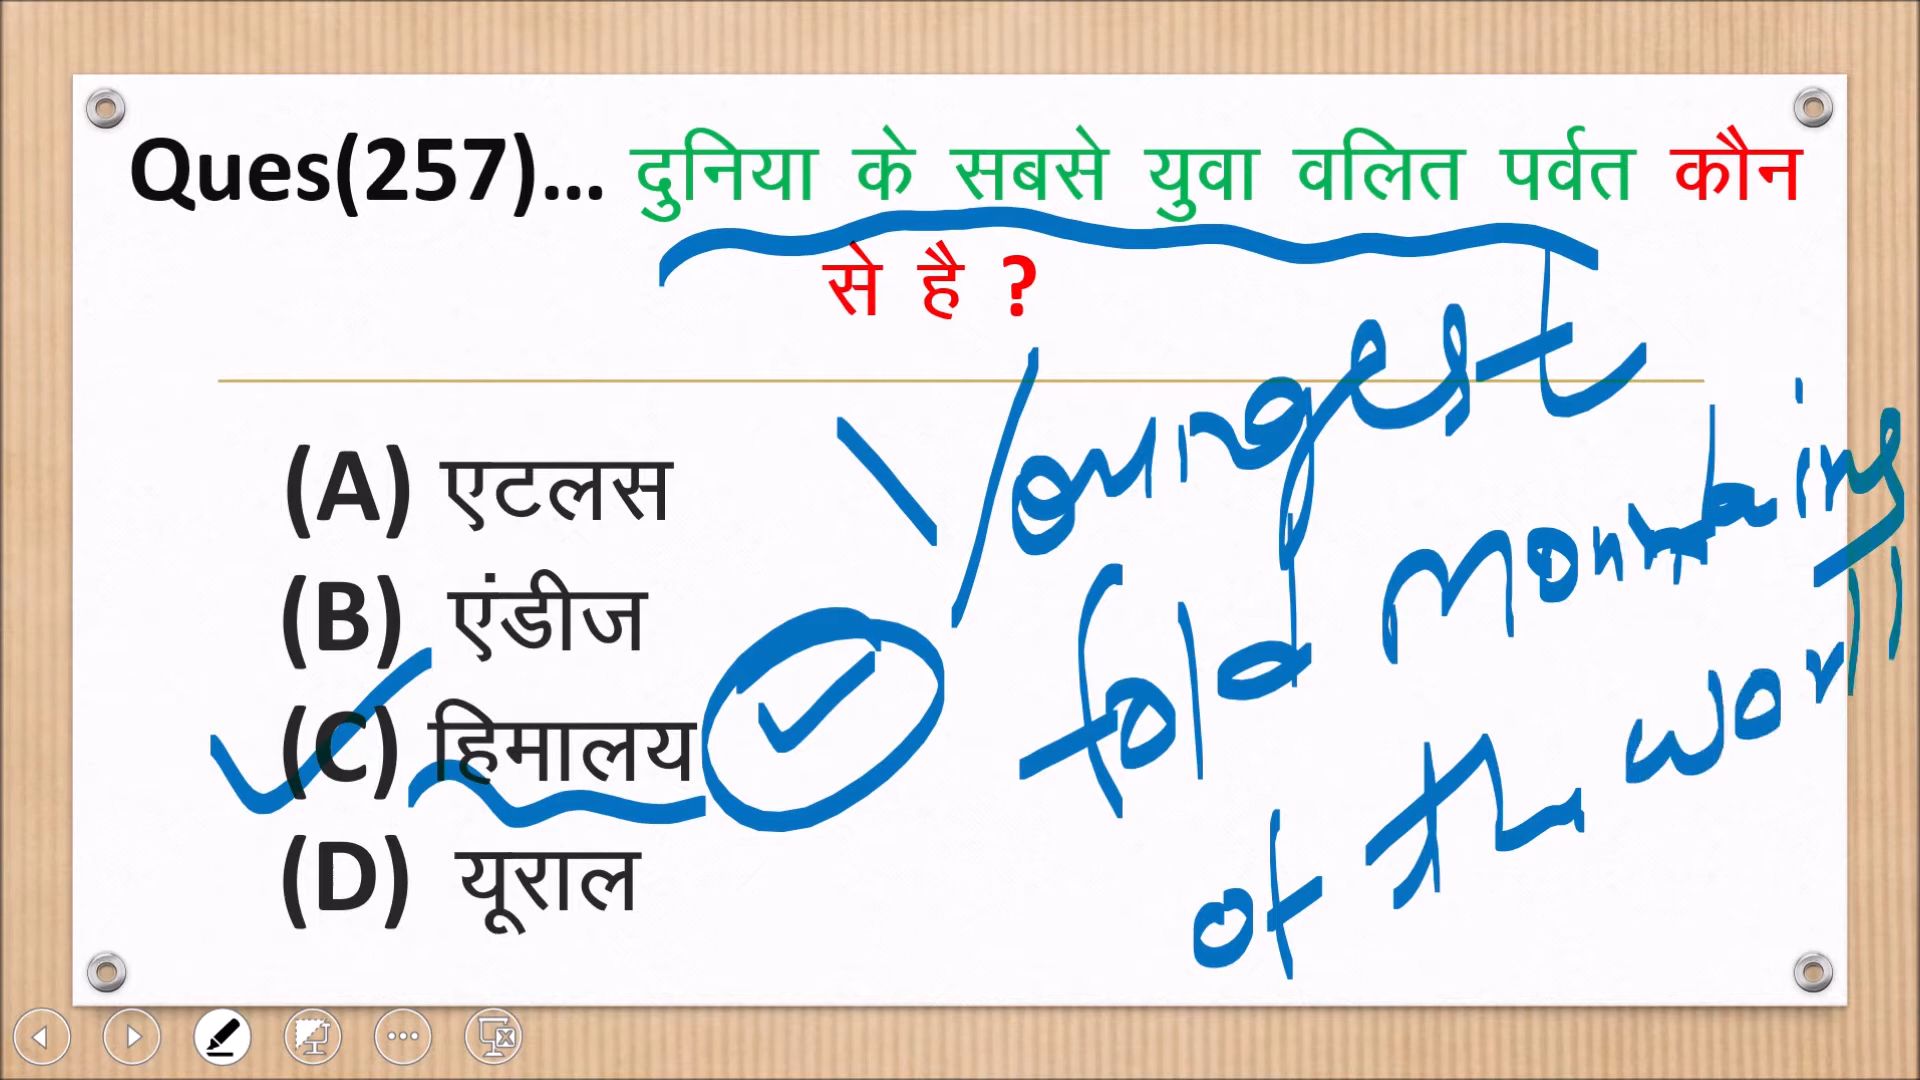 Ques(257)... दुनिया के सबसे युवा वलित पर्वत कौन
से है ?
(A) एटलस
(B) एंडीज
(C) हिमालय
(D) यूराल
Youngest
fold mountains
of the world